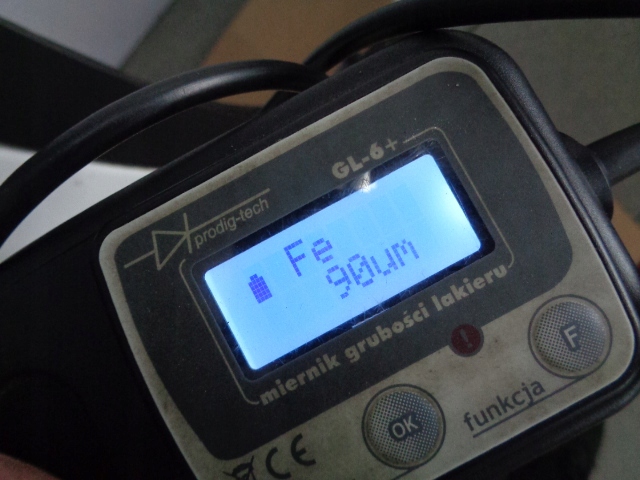 GL-6+
prodig-tech
Fe
90um
miernik grubości lakieru
!
F
OK
funkcja
CE